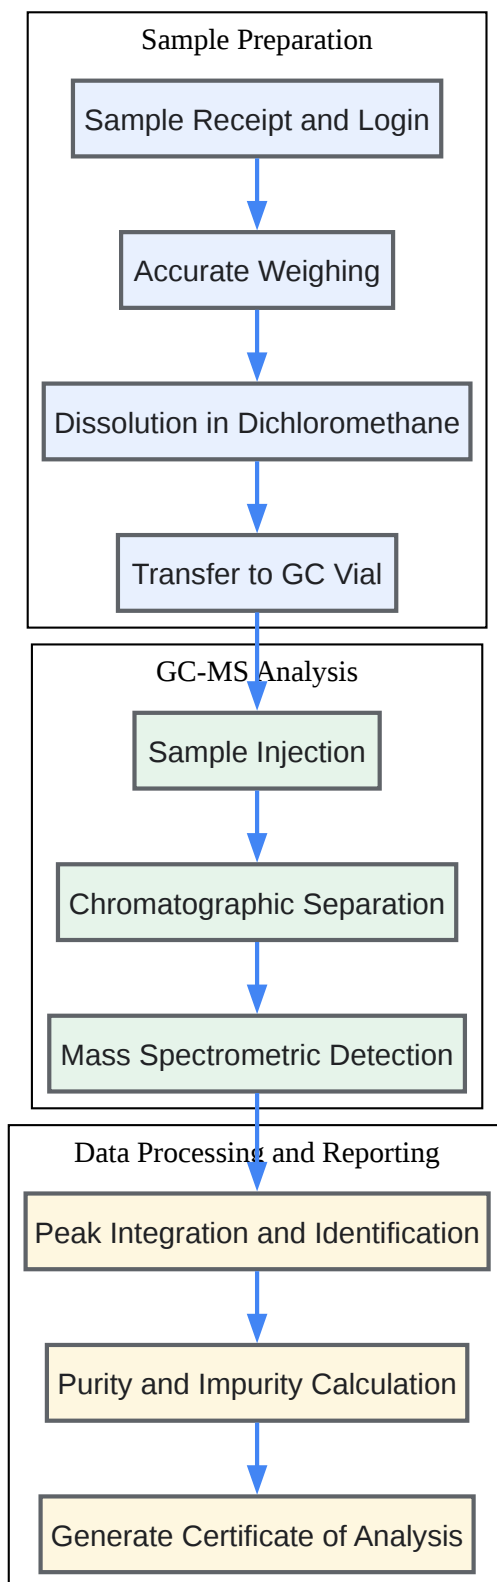 Sample Preparation
Sample Receipt and Login
Accurate Weighing
Dissolution in Dichloromethane
Transfer to GC Vial
GC-MS Analysis
Sample Injection
Chromatographic Separation
Mass Spectrometric Detection
Data Processing and Reporting
Peak Integration and Identification
Purity and Impurity Calculation
Generate Certificate of Analysis